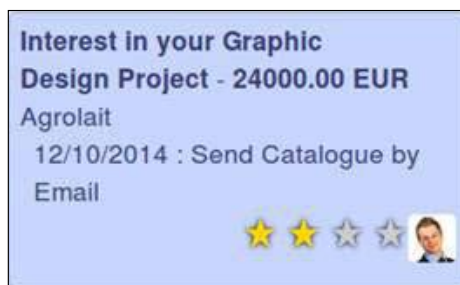 Interest in your Graphic
Design Project - 24000.00 EUR
Agrolait
12/10/2014 : Send Catalogue by
Email